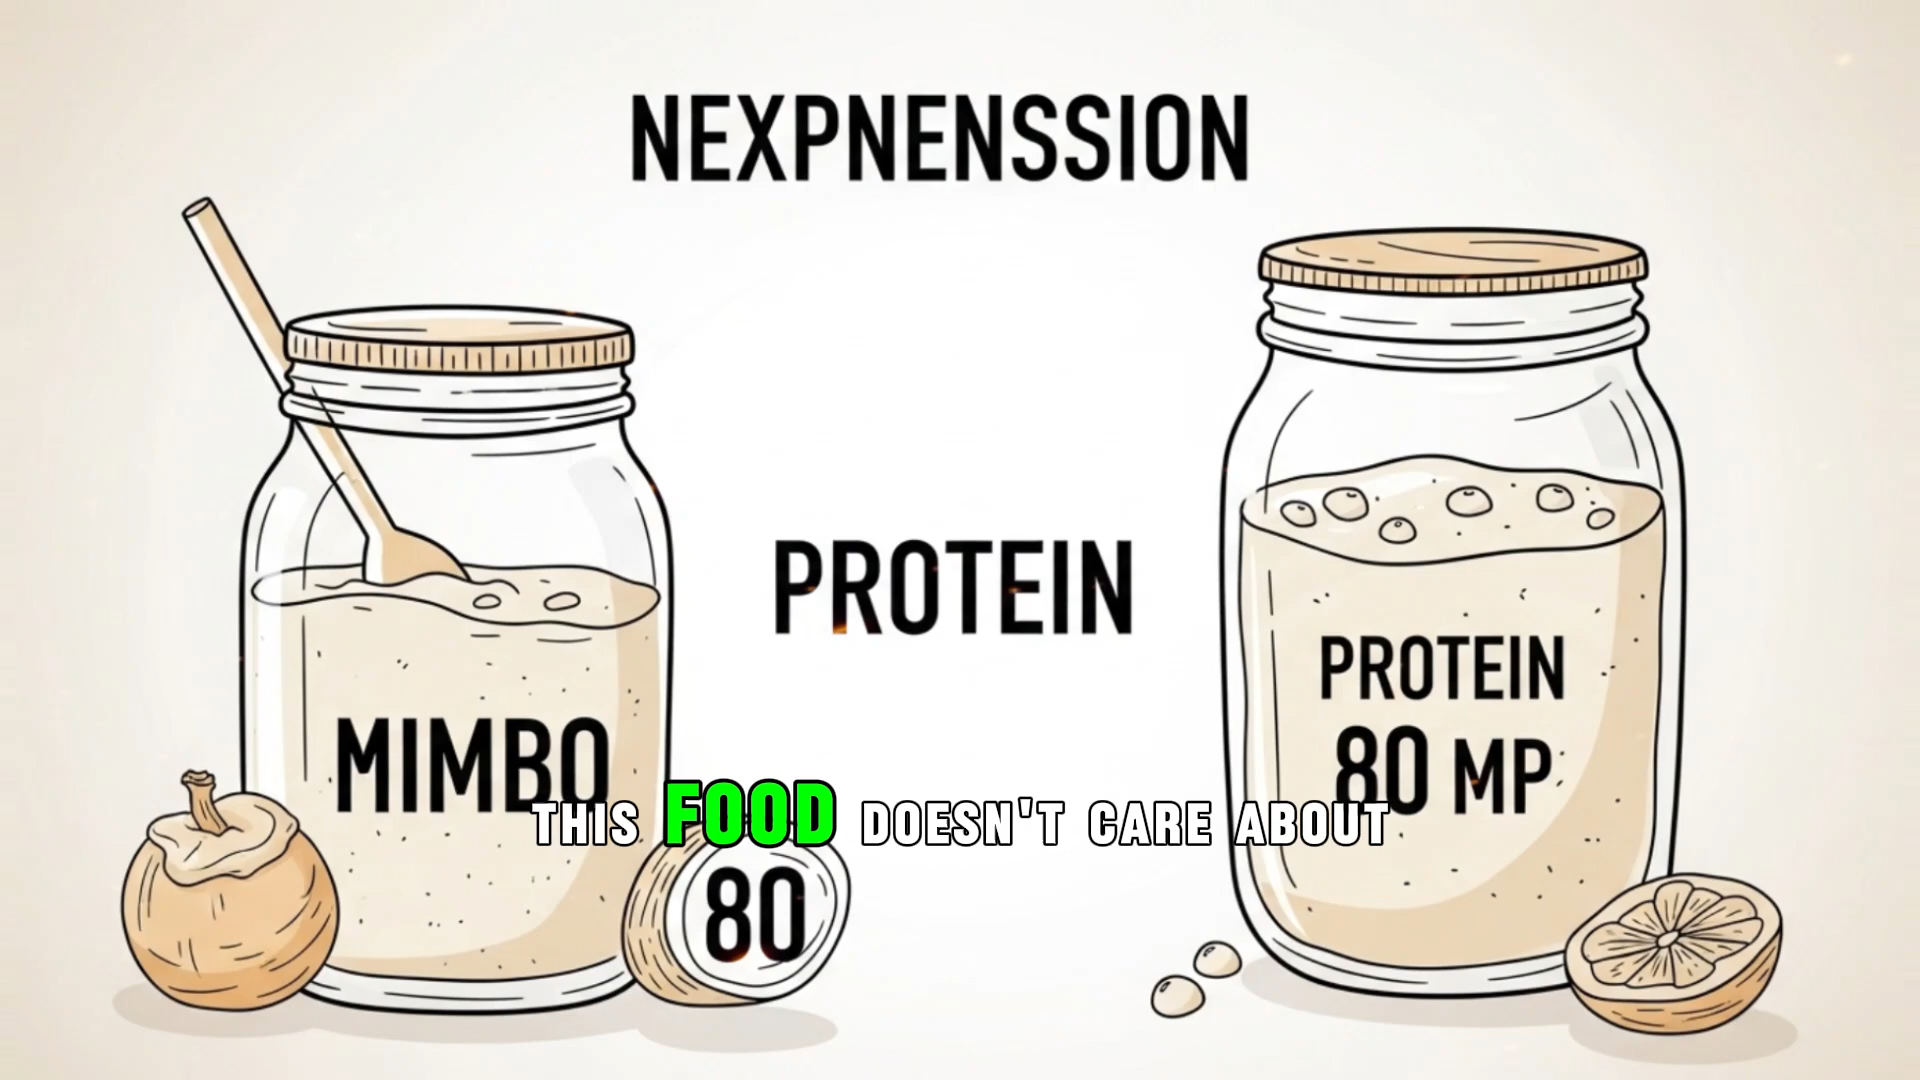 NEXPNENSSION
PROTEIN
PROTEIN
80 MP
MIMBO
THIS FOOD DOESN'T CARE ABOUT
80